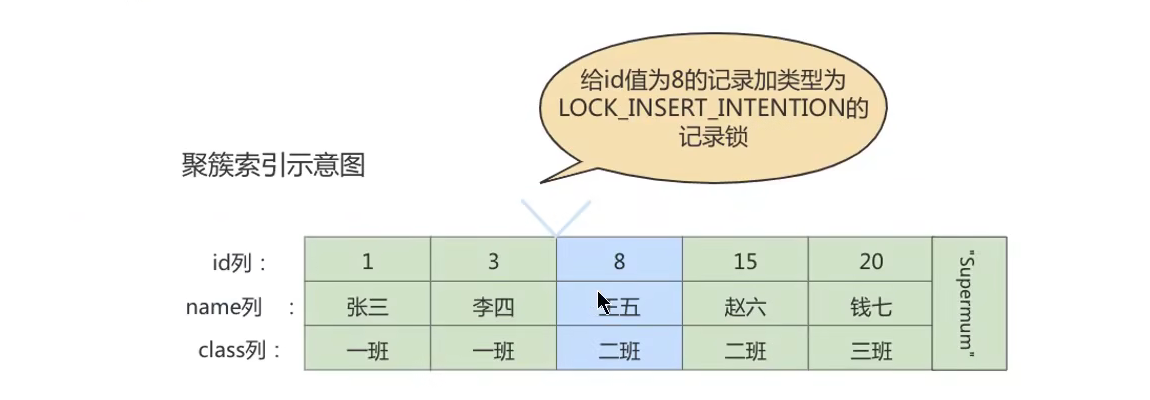 给id值为8的记录加类型为
LOCK_INSERT_INTENTION的
记录锁
聚簇索引示意图
id列： 1 3 8 15 20 "Supermum"
name列 ： 张三 李四 王五 赵六 钱七
class列： 一班 一班 二班 二班 三班